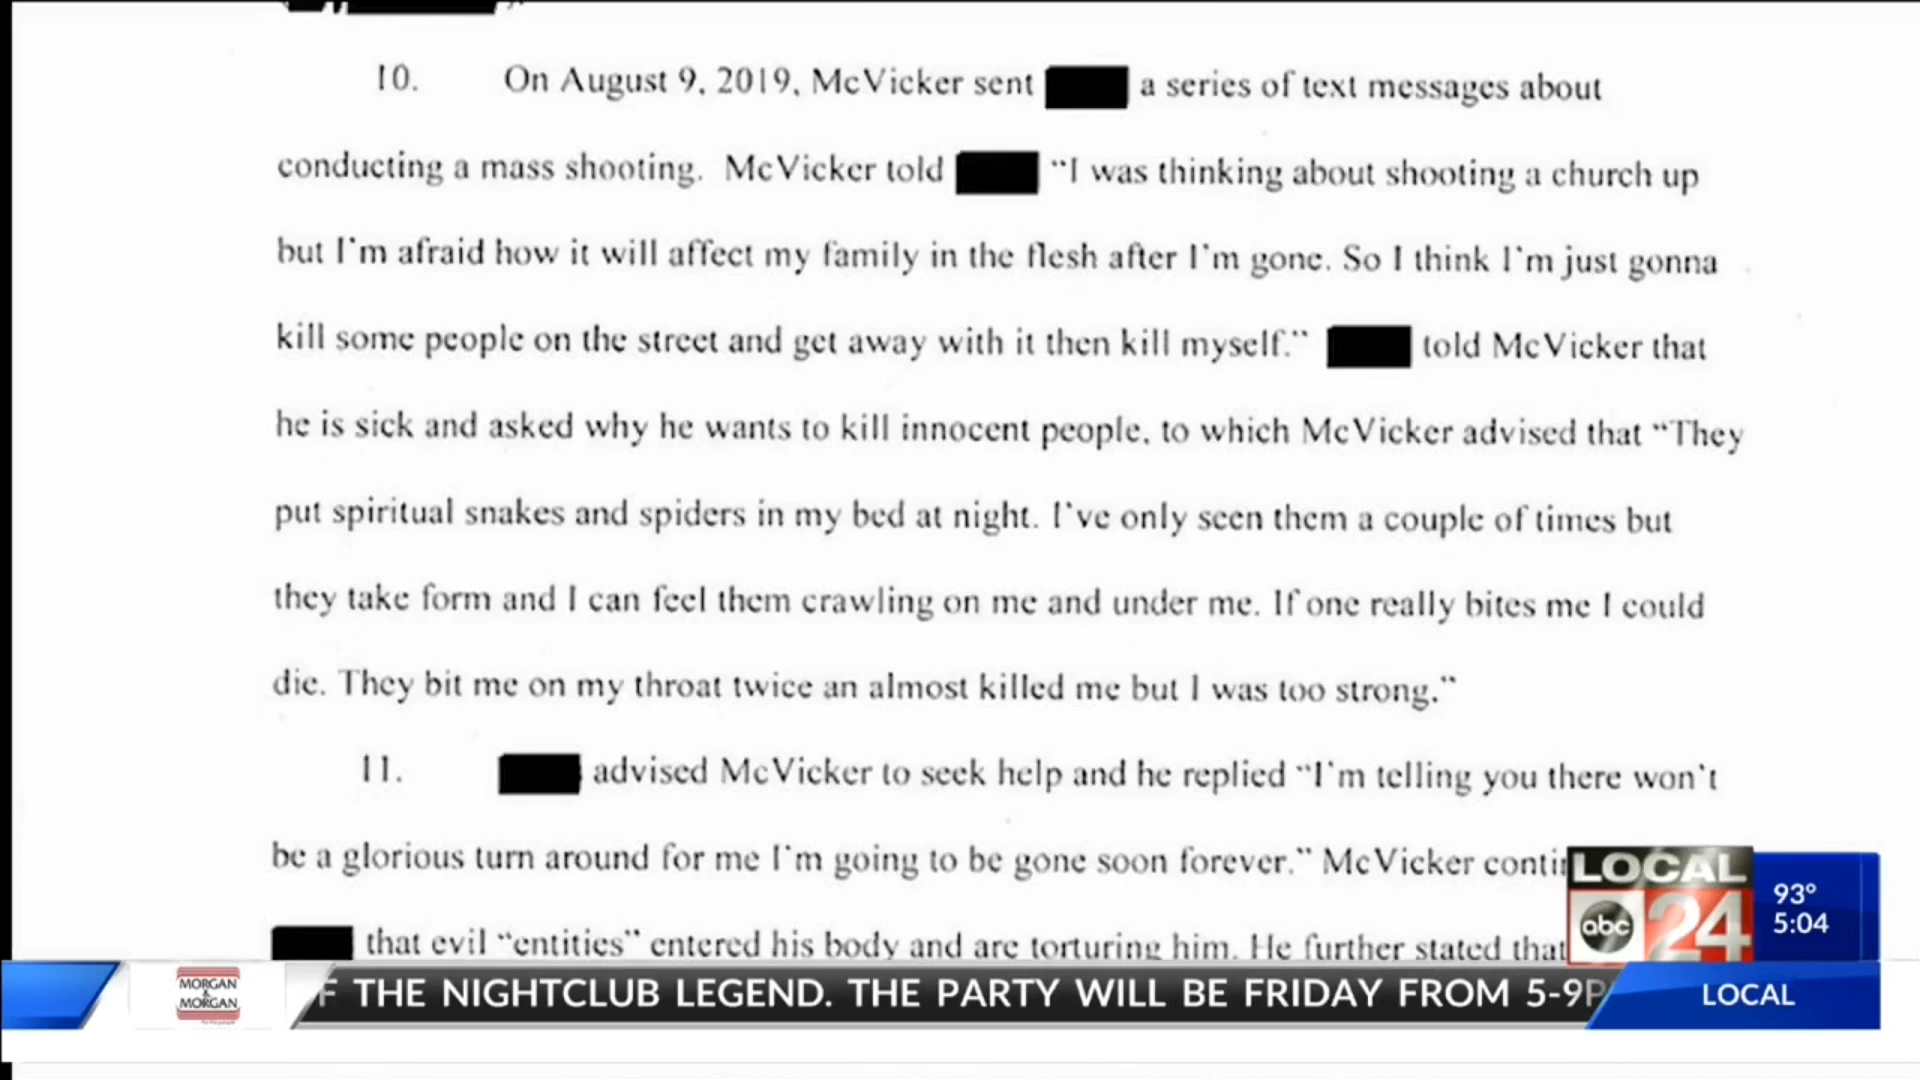 10. On August 9, 2019, McVicker sent a series of text messages about
conducting a mass shooting. McVicker told "I was thinking about shooting a church up
but I'm afraid how it will affect my family in the flesh after I'm gone. So I think I'm just gonna
kill some people on the street and get away with it then kill myself." told McVicker that
he is sick and asked why he wants to kill innocent people, to which McVicker advised that "They
put spiritual snakes and spiders in my bed at night. I've only seen them a couple of times but
they take form and I can feel them crawling on me and under me. If one really bites me I could
die. They bit me on my throat twice an almost killed me but I was too strong."
11. advised McVicker to seek help and he replied "I'm telling you there won't
be a glorious turn around for me I'm going to be gone soon forever." McVicker contin
that evil "entities" entered his body and are torturing him. He further stated that
LOCAL
abc 24
93°
5:04
MORGAN
&
MORGAN
F THE NIGHTCLUB LEGEND. THE PARTY WILL BE FRIDAY FROM 5-9P
LOCAL